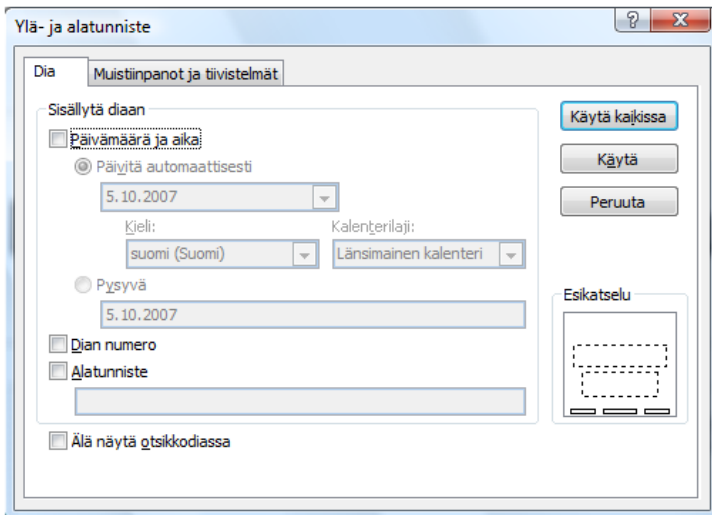 Ylä- ja alatunniste
Dia
Muistiinpanot ja tiivistelmät
Sisällytä diaan
Päivämäärä ja aika
Päivitä automaattisesti
5.10.2007
Kieli:
Kalenterilaji:
suomi (Suomi)
Länsimainen kalenteri
Pysyvä
5.10.2007
Dian numero
Alatunniste
Älä näytä otsikkodiassa
Käytä kaikissa
Käytä
Peruuta
Esikatselu